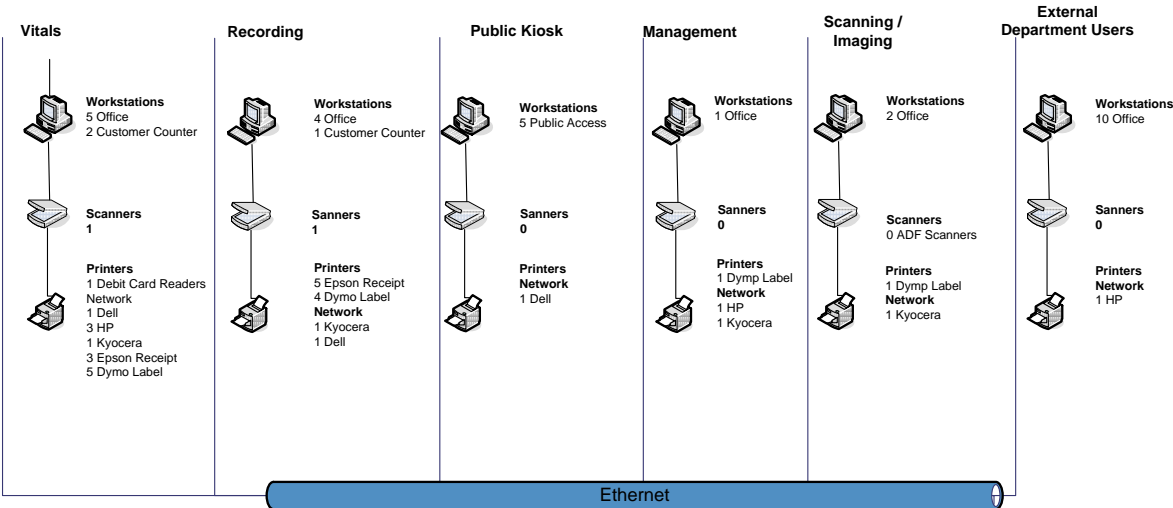 Vitals
Workstations
5 Office
2 Customer Counter
Scanners
1
Printers
1 Debit Card Readers
Network
1 Dell
3 HP
1 Kyocera
3 Epson Receipt
5 Dymo Label
Recording
Workstations
4 Office
1 Customer Counter
Sanners
1
Printers
5 Epson Receipt
4 Dymo Label
Network
1 Kyocera
1 Dell
Public Kiosk
Workstations
5 Public Access
Sanners
0
Printers
Network
1 Dell
Management
Workstations
1 Office
Sanners
0
Printers
1 Dymp Label
Network
1 HP
1 Kyocera
Scanning /
Imaging
Workstations
2 Office
Scanners
0 ADF Scanners
Printers
1 Dymp Label
Network
1 Kyocera
External
Department Users
Workstations
10 Office
Sanners
0
Printers
Network
1 HP
Ethernet